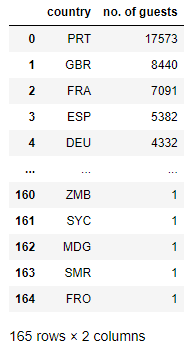 country no. of guests
0 PRT 17573
1 GBR 8440
2 FRA 7091
3 ESP 5382
4 DEU 4332
... ... ...
160 ZMB 1
161 SYC 1
162 MDG 1
163 SMR 1
164 FRO 1
165 rows × 2 columns